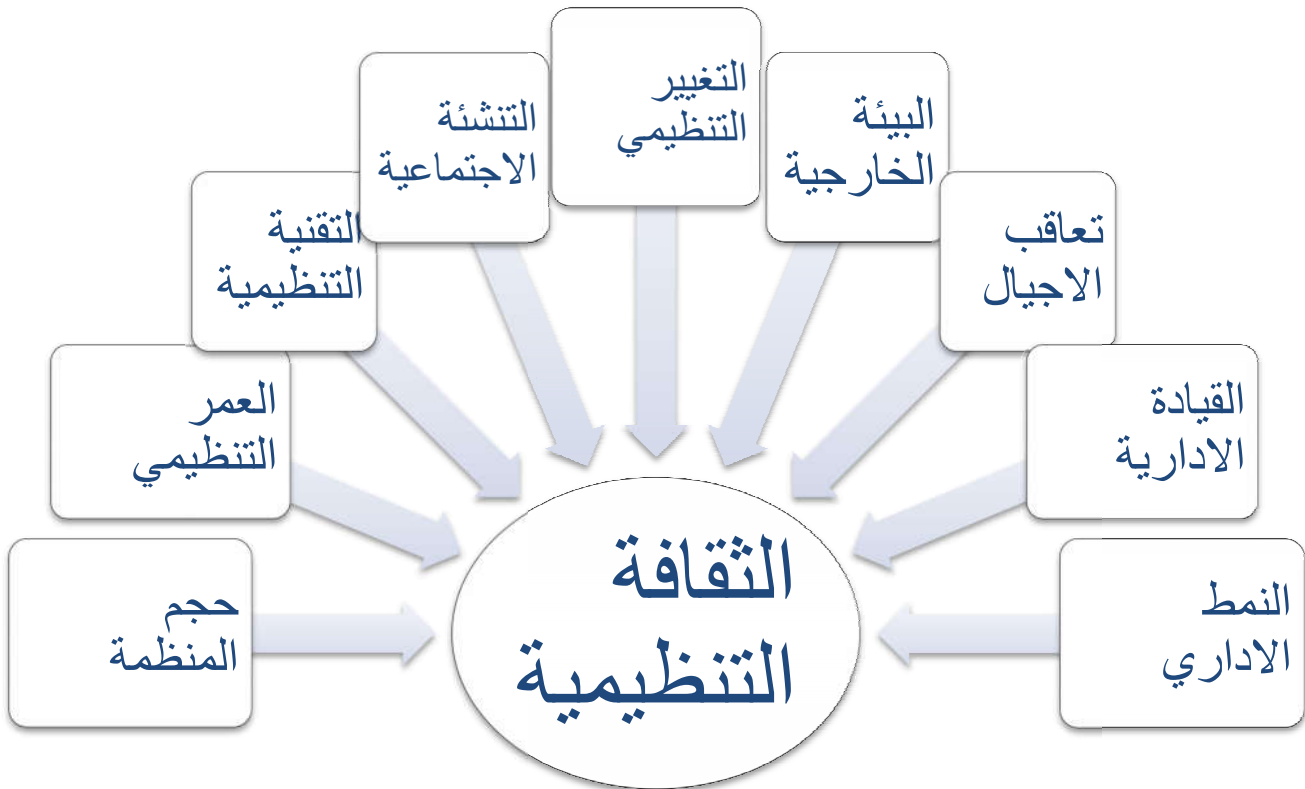 التغيير
التنظيمي
البيئة
الخارجية
تعاقب
الاجيال
القيادة
الادارية
النمط
الاداري
التنشئة
الاجتماعية
التقنية
التنظيمية
العمر
التنظيمي
حجم
المنظمة
الثقافة
التنظيمية